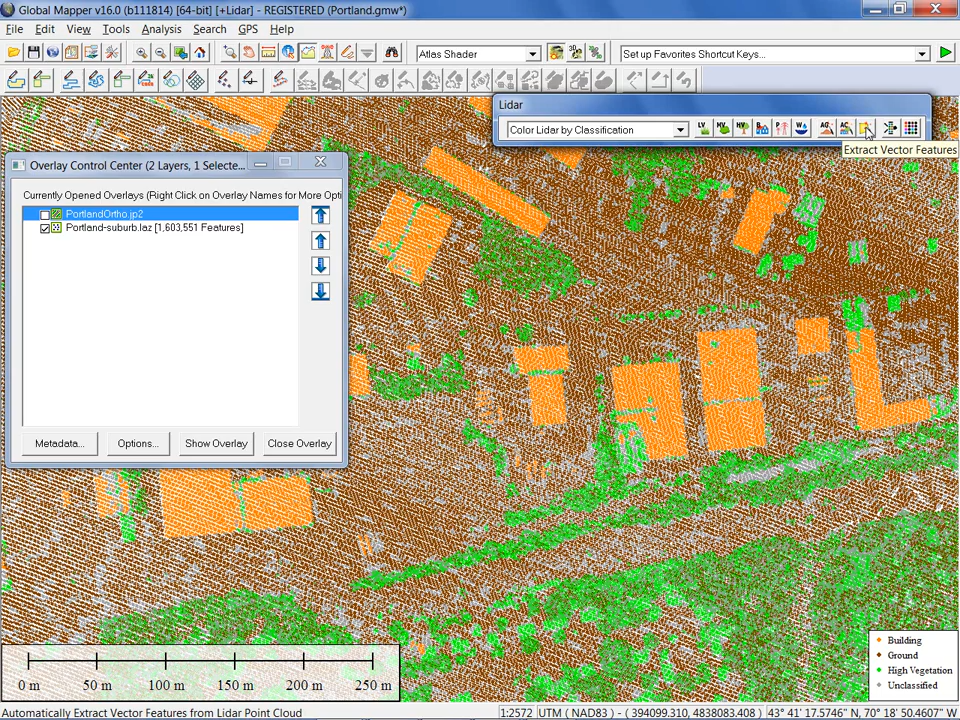 Global Mapper v16.0 (b111814) [64-bit] [+Lidar] - REGISTERED (Portland.gmw*)
File Edit View Tools Analysis Search GPS Help
Atlas Shader
Set up Favorites Shortcut Keys...
Lidar
Color Lidar by Classification
Extract Vector Features
Overlay Control Center (2 Layers, 1 Selecte...
Currently Opened Overlays (Right Click on Overlay Names for More Opti
PortlandOrtho.jp2
Portland-suburb.laz [1,603,551 Features]
Metadata... Options... Show Overlay Close Overlay
Building
Ground
High Vegetation
Unclassified
0 m 50 m 100 m 150 m 200 m 250 m
Automatically Extract Vector Features from Lidar Point Cloud
1:2572 UTM ( NAD83) - ( 394099.310, 4838083.408 ) 43° 41' 17.5746" N, 70° 18' 50.4607" W